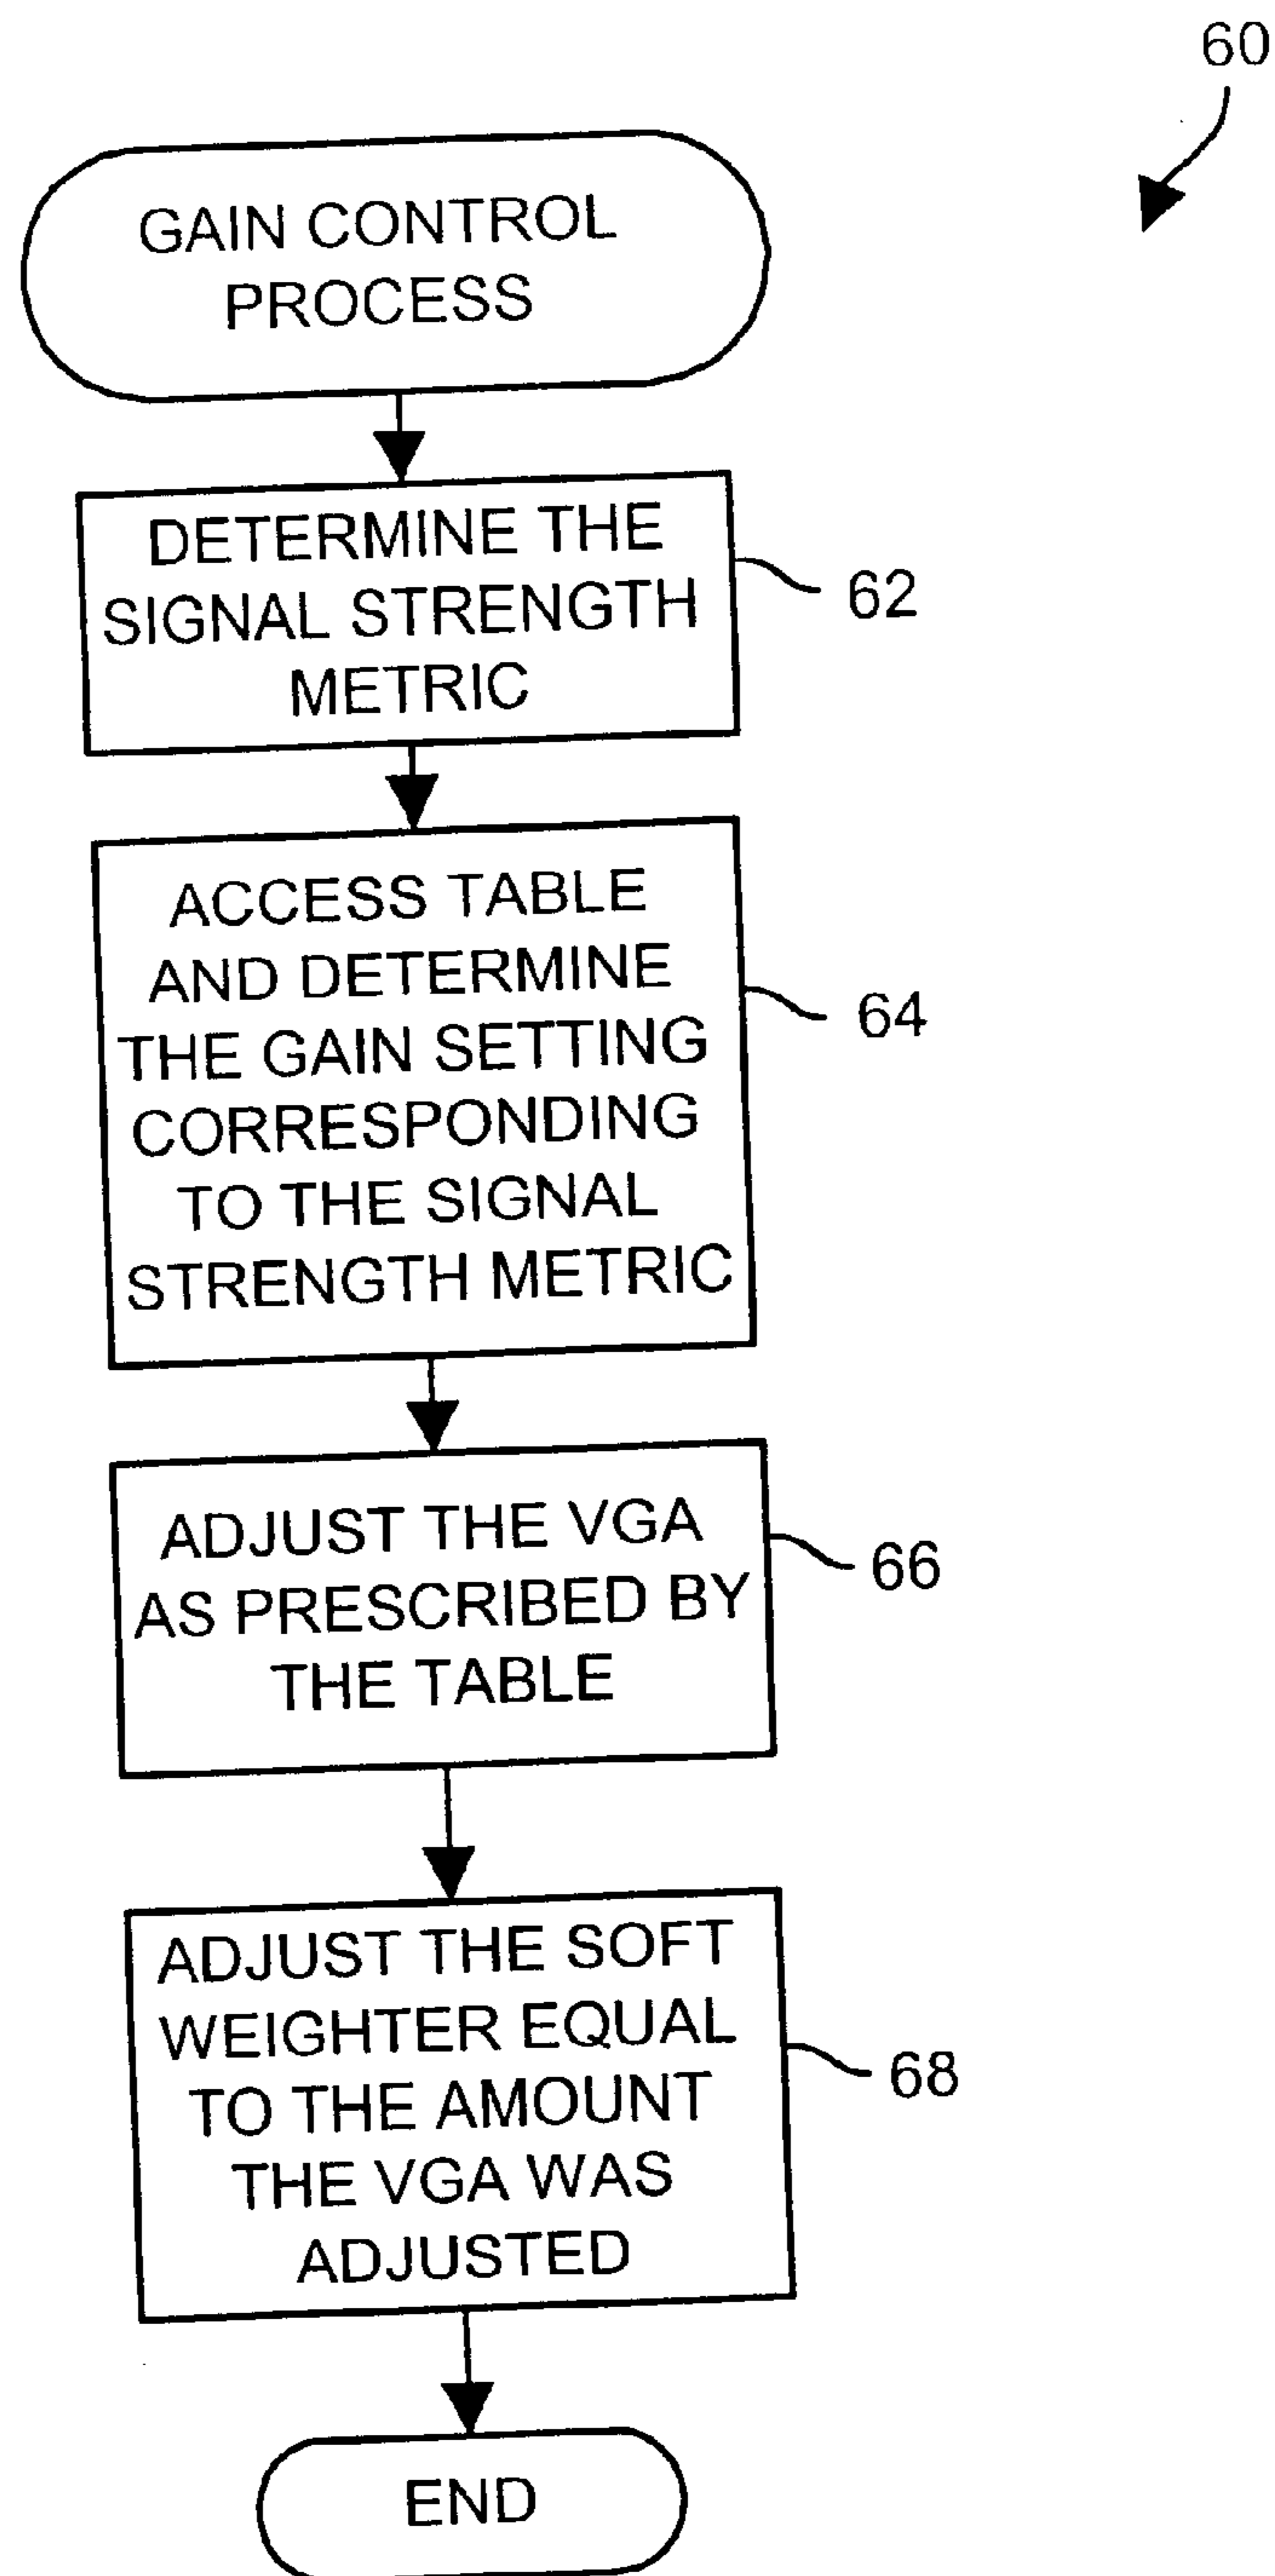 60
GAIN CONTROL
PROCESS
DETERMINE THE
SIGNAL STRENGTH
METRIC
62
ACCESS TABLE
AND DETERMINE
THE GAIN SETTING
CORRESPONDING
TO THE SIGNAL
STRENGTH METRIC
64
ADJUST THE VGA
AS PRESCRIBED BY
THE TABLE
66
ADJUST THE SOFT
WEIGHTER EQUAL
TO THE AMOUNT
THE VGA WAS
ADJUSTED
68
END